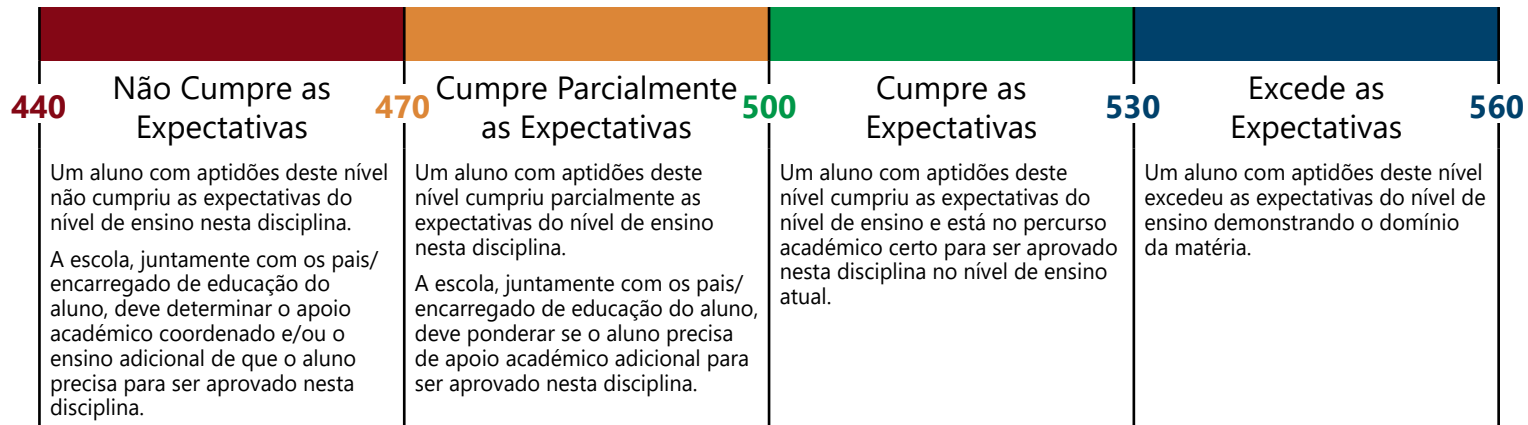 440
Não Cumpre as
Expectativas
470
Cumpre Parcialmente
as Expectativas
500
Cumpre as
Expectativas
530
Excede as
Expectativas
560
Um aluno com aptidões deste nível
não cumpriu as expectativas do
nível de ensino nesta disciplina.
A escola, juntamente com os pais/
encarregado de educação do
aluno, deve determinar o apoio
académico coordenado e/ou o
ensino adicional de que o aluno
precisa para ser aprovado nesta
disciplina.
Um aluno com aptidões deste
nível cumpriu parcialmente as
expectativas do nível de ensino
nesta disciplina.
A escola, juntamente com os pais/
encarregado de educação do aluno,
deve ponderar se o aluno precisa
de apoio académico adicional para
ser aprovado nesta disciplina.
Um aluno com aptidões deste
nível cumpriu as expectativas do
nível de ensino e está no percurso
académico certo para ser aprovado
nesta disciplina no nível de ensino
atual.
Um aluno com aptidões deste nível
excedeu as expectativas do nível de
ensino demonstrando o domínio
da matéria.